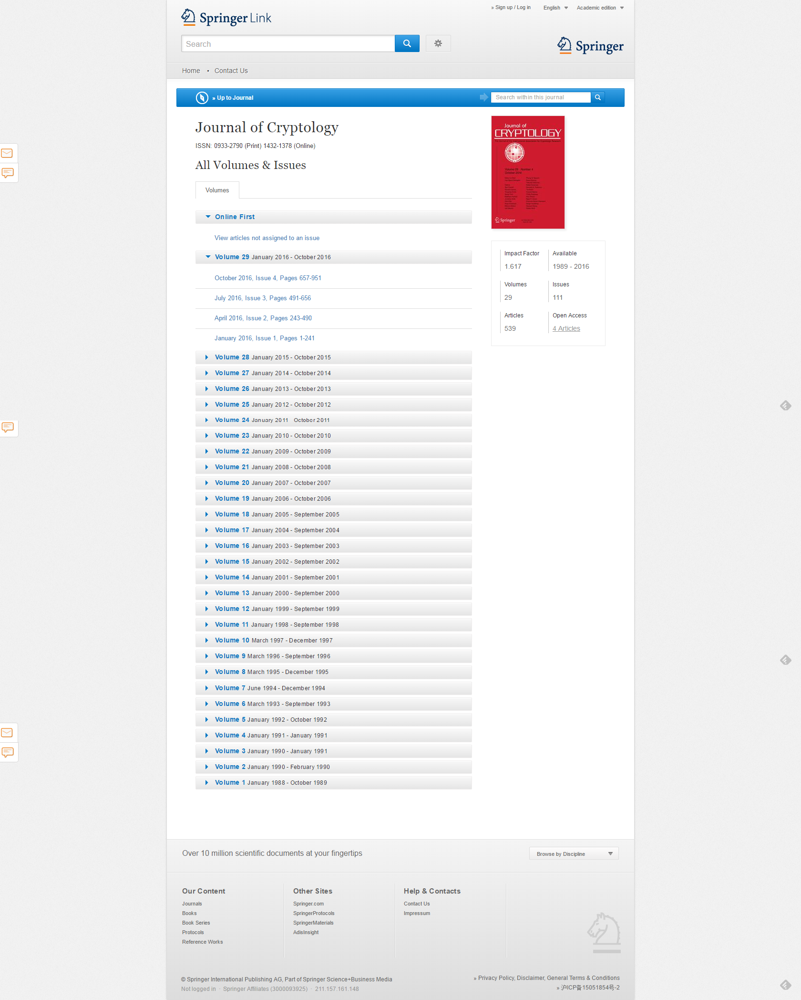 » Sign up / Log in English Academic edition
Springer Link
Search
Springer
Home • Contact Us
» Up to Journal
Search within this journal
Journal of Cryptology
ISSN: 0933-2790 (Print) 1432-1378 (Online)
All Volumes & Issues
Volumes
Online First
View articles not assigned to an issue
Volume 29 January 2016 - October 2016
October 2016, Issue 4, Pages 657-951
July 2016, Issue 3, Pages 491-656
April 2016, Issue 2, Pages 243-490
January 2016, Issue 1, Pages 1-241
Volume 28 January 2015 - October 2015
Volume 27 January 2014 - October 2014
Volume 26 January 2013 - October 2013
Volume 25 January 2012 - October 2012
Volume 24 January 2011 October 2011
Volume 23 January 2010 - October 2010
Volume 22 January 2009 - October 2009
Volume 21 January 2008 - October 2008
Volume 20 January 2007 - October 2007
Volume 19 January 2006 - October 2006
Volume 18 January 2005 - September 2005
Volume 17 January 2004 - September 2004
Volume 16 January 2003 - September 2003
Volume 15 January 2002 - September 2002
Volume 14 January 2001 - September 2001
Volume 13 January 2000 - September 2000
Volume 12 January 1999 - September 1999
Volume 11 January 1998 - September 1998
Volume 10 March 1997 - December 1997
Volume 9 March 1996 - September 1996
Volume 8 March 1995 - December 1995
Volume 7 June 1994 - December 1994
Volume 6 March 1993 - September 1993
Volume 5 January 1992 - October 1992
Volume 4 January 1991 - January 1991
Volume 3 January 1990 - January 1991
Volume 2 January 1990 - February 1990
Volume 1 January 1988 - October 1989
Journal of
CRYPTOLOGY
The Journal of the International Association for Cryptologic Research
Volume 29 Number 4
October 2016
Springer
Impact Factor
1.617
Available
1989 - 2016
Volumes
29
Issues
111
Articles
539
Open Access
4 Articles
Over 10 million scientific documents at your fingertips
Browse by Discipline
Our Content
Journals
Books
Book Series
Protocols
Reference Works
Other Sites
Springer.com
SpringerProtocols
SpringerMaterials
AdisInsight
Help & Contacts
Contact Us
Impressum
© Springer International Publishing AG, Part of Springer Science+Business Media
Not logged in · Springer Affiliates (3000093925) · 211.157.161.148
» Privacy Policy, Disclaimer, General Terms & Conditions
» 沪ICP备15051854号-2